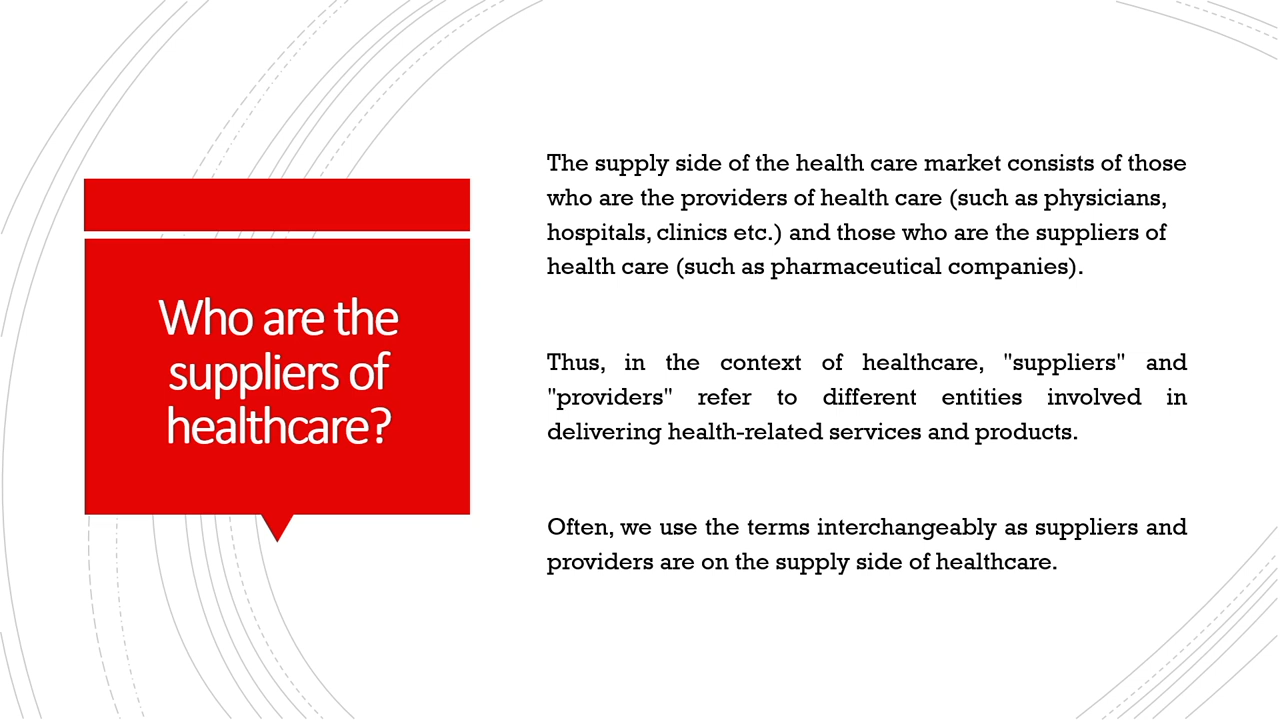 Who are the
suppliers of
healthcare?
The supply side of the health care market consists of those
who are the providers of health care (such as physicians,
hospitals, clinics etc.) and those who are the suppliers of
health care (such as pharmaceutical companies).
Thus, in the context of healthcare, "suppliers" and
"providers" refer to different entities involved in
delivering health-related services and products.
Often, we use the terms interchangeably as suppliers and
providers are on the supply side of healthcare.